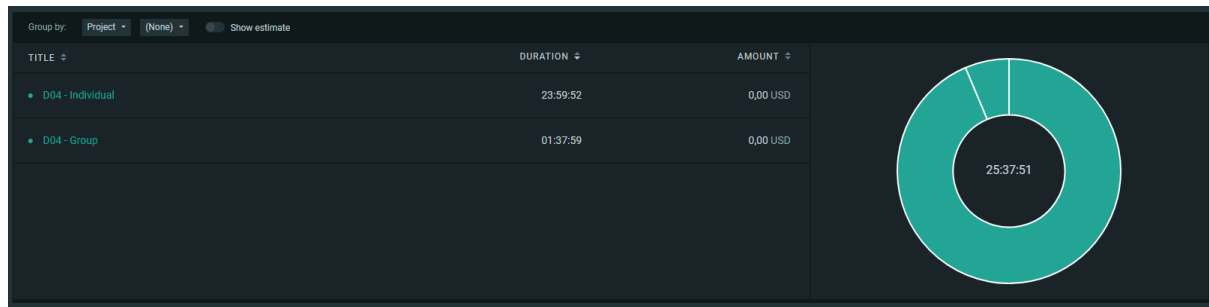 Group by: Project (None) Show estimate
TITLE DURATION AMOUNT
D04 - Individual 23:59:52 0,00 USD
D04 - Group 01:37:59 0,00 USD
25:37:51